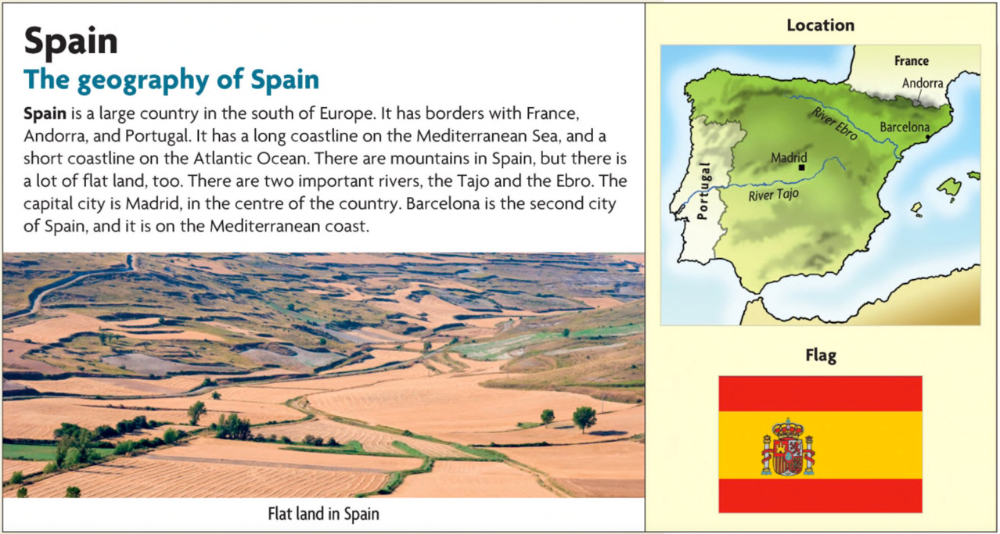 Spain
The geography of Spain
Spain is a large country in the south of Europe. It has borders with France,
Andorra, and Portugal. It has a long coastline on the Mediterranean Sea, and a
short coastline on the Atlantic Ocean. There are mountains in Spain, but there is
a lot of flat land, too. There are two important rivers, the Tajo and the Ebro. The
capital city is Madrid, in the centre of the country. Barcelona is the second city
of Spain, and it is on the Mediterranean coast.
Flat land in Spain
Location
France
Andorra
River Ebro
Barcelona
Madrid
Portugal
River Tajo
Flag